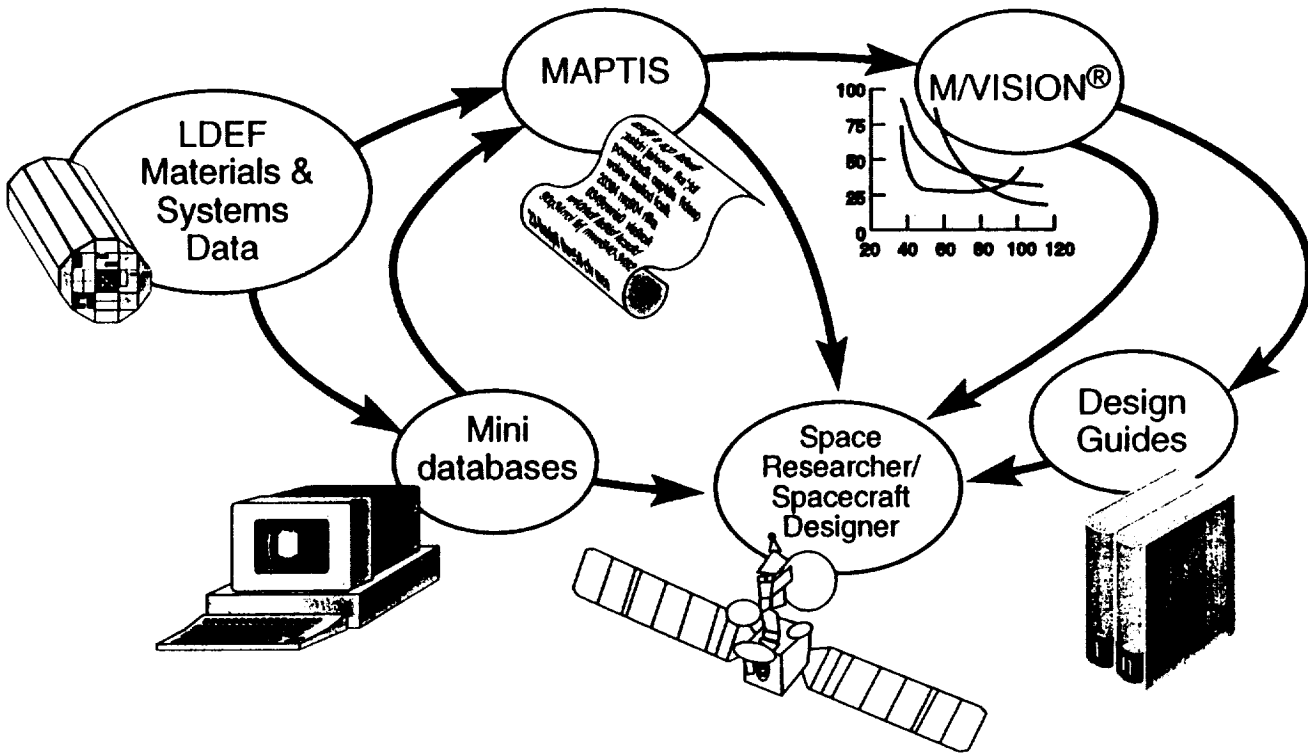 LDEF
Materials &
Systems
Data
MAPTIS
M/VISION®
100
75
50
25
0
20 40 60 80 100 120
Mini
databases
Space
Researcher/
Spacecraft
Designer
Design
Guides